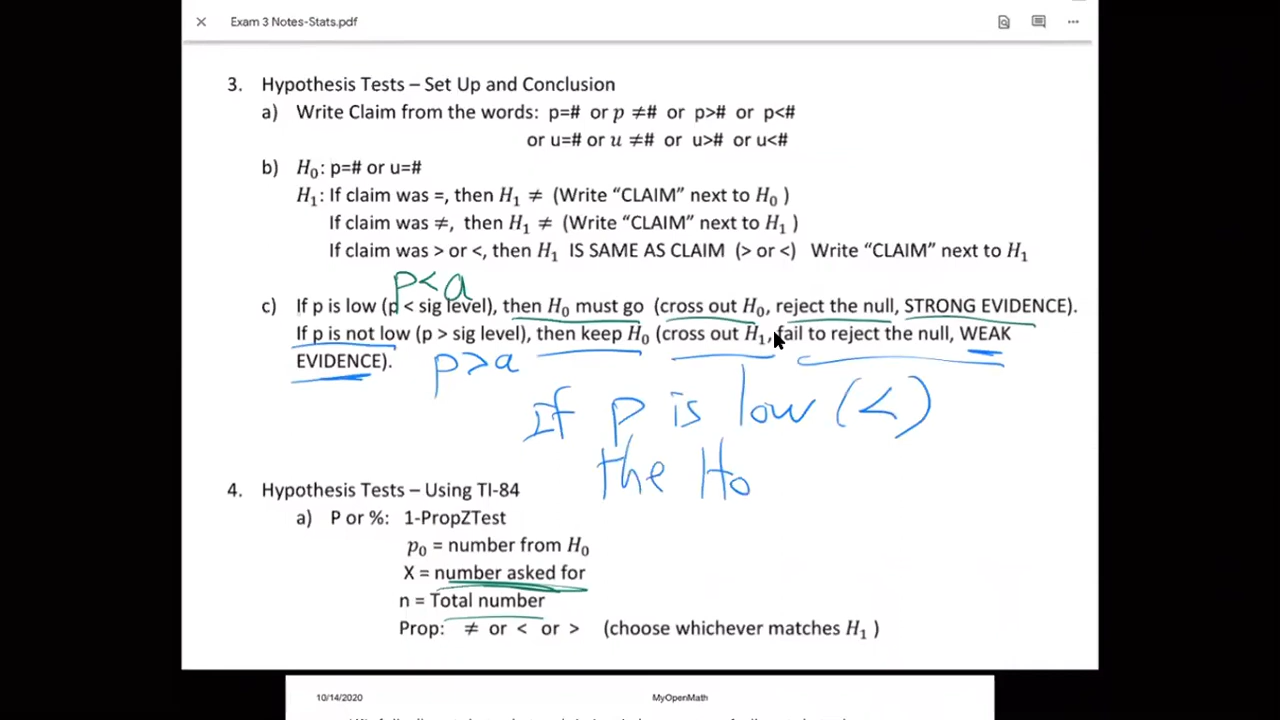 Exam 3 Notes-Stats.pdf
3. Hypothesis Tests – Set Up and Conclusion
a) Write Claim from the words: p=# or p ≠# or p># or p<#
or u=# or u ≠# or u># or u<#
b) H₀: p=# or u=#
H₁: If claim was =, then H₁ ≠ (Write “CLAIM” next to H₀ )
If claim was ≠, then H₁ ≠ (Write “CLAIM” next to H₁ )
If claim was > or <, then H₁ IS SAME AS CLAIM (> or <) Write “CLAIM” next to H₁
p< a
c) If p is low (p < sig level), then H₀ must go (cross out H₀, reject the null, STRONG EVIDENCE).
If p is not low (p > sig level), then keep H₀ (cross out H₁, fail to reject the null, WEAK
EVIDENCE).
p>a
If p is low (<)
the Ho
4. Hypothesis Tests – Using TI-84
a) P or %: 1-PropZTest
p₀ = number from H₀
X = number asked for
n = Total number
Prop: ≠ or < or > (choose whichever matches H₁ )
10/14/2020 MyOpenMath